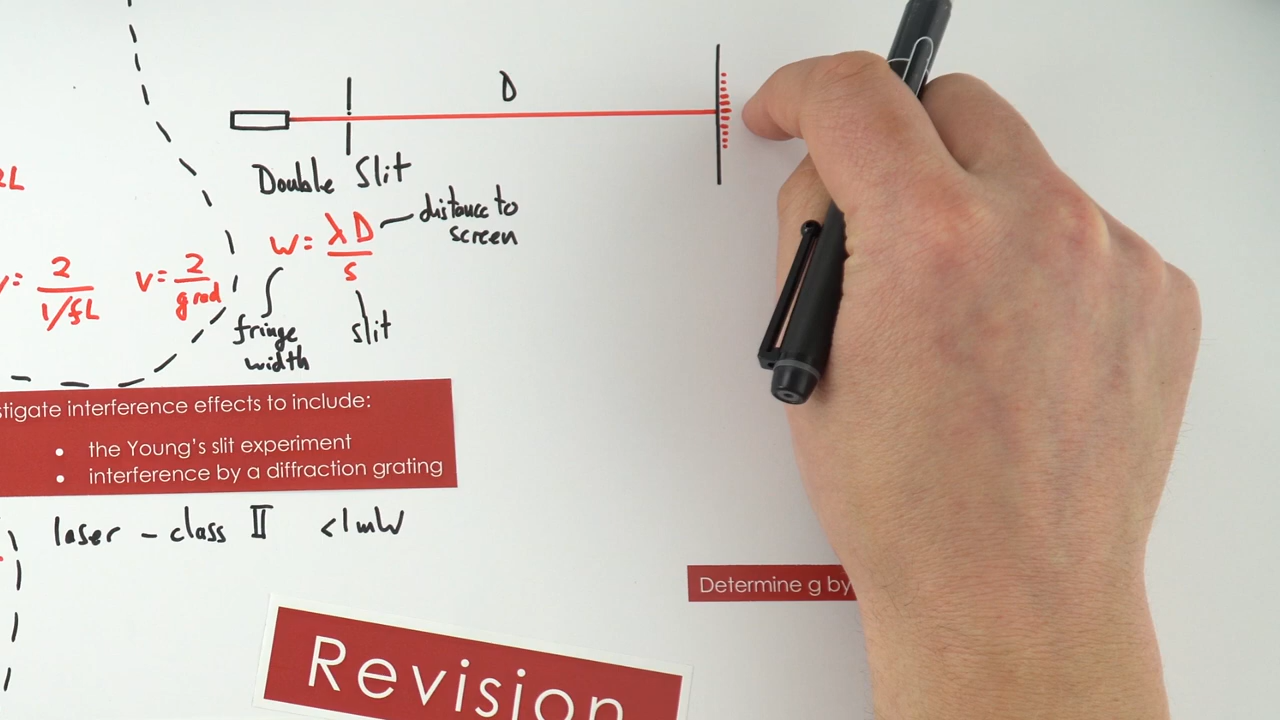 D
Double Slit
w = λD/s
distance to
screen
fringe
width
slit
2/1/fL
v = 2/grad
stigate interference effects to include:
• the Young's slit experiment
• interference by a diffraction grating
laser – class II <1mW
Determine g by
Revision